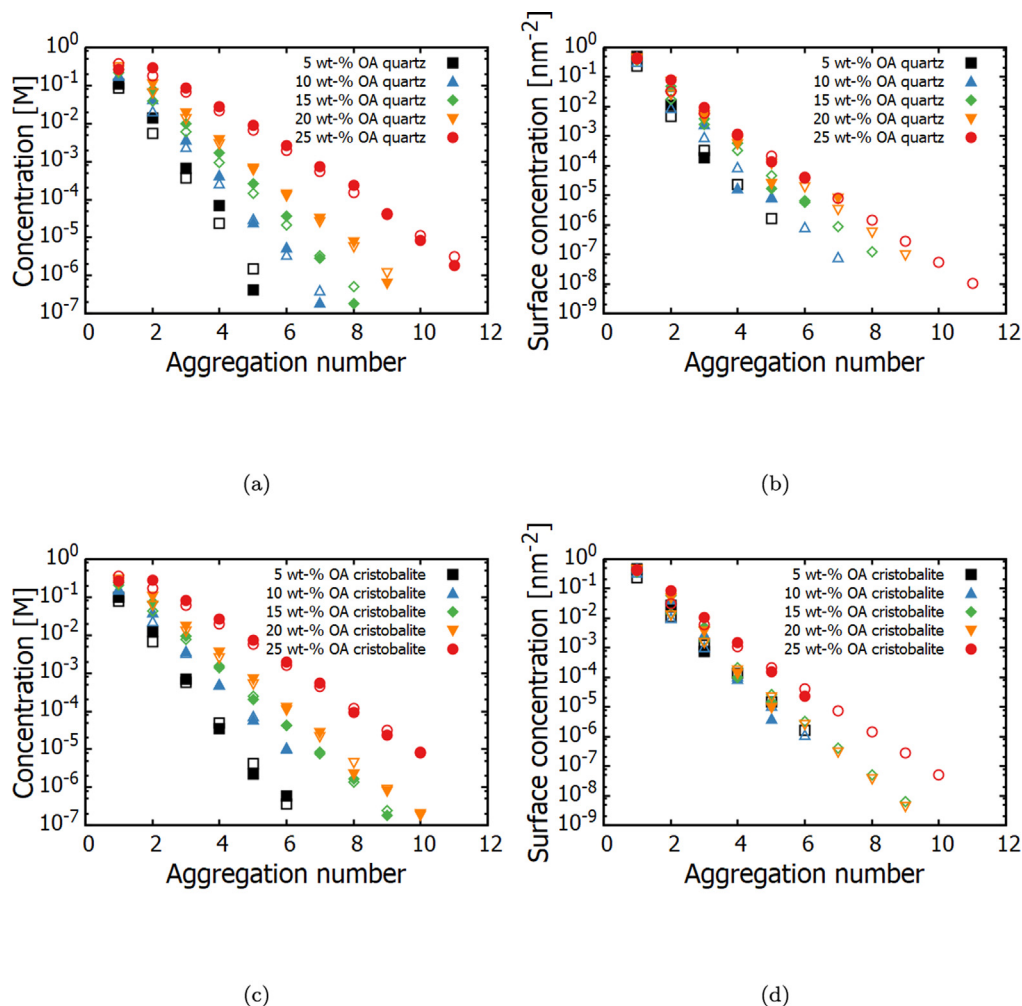 Concentration [M]
10⁰
10⁻¹
10⁻²
10⁻³
10⁻⁴
10⁻⁵
10⁻⁶
10⁻⁷
5 wt-% OA quartz
10 wt-% OA quartz
15 wt-% OA quartz
20 wt-% OA quartz
25 wt-% OA quartz
0 2 4 6 8 10 12
Aggregation number
(a)
Surface concentration [nm⁻²]
10⁰
10⁻¹
10⁻²
10⁻³
10⁻⁴
10⁻⁵
10⁻⁶
10⁻⁷
10⁻⁸
10⁻⁹
5 wt-% OA quartz
10 wt-% OA quartz
15 wt-% OA quartz
20 wt-% OA quartz
25 wt-% OA quartz
0 2 4 6 8 10 12
Aggregation number
(b)
Concentration [M]
10⁰
10⁻¹
10⁻²
10⁻³
10⁻⁴
10⁻⁵
10⁻⁶
10⁻⁷
5 wt-% OA cristobalite
10 wt-% OA cristobalite
15 wt-% OA cristobalite
20 wt-% OA cristobalite
25 wt-% OA cristobalite
0 2 4 6 8 10 12
Aggregation number
(c)
Surface concentration [nm⁻²]
10⁰
10⁻¹
10⁻²
10⁻³
10⁻⁴
10⁻⁵
10⁻⁶
10⁻⁷
10⁻⁸
10⁻⁹
5 wt-% OA cristobalite
10 wt-% OA cristobalite
15 wt-% OA cristobalite
20 wt-% OA cristobalite
25 wt-% OA cristobalite
0 2 4 6 8 10 12
Aggregation number
(d)